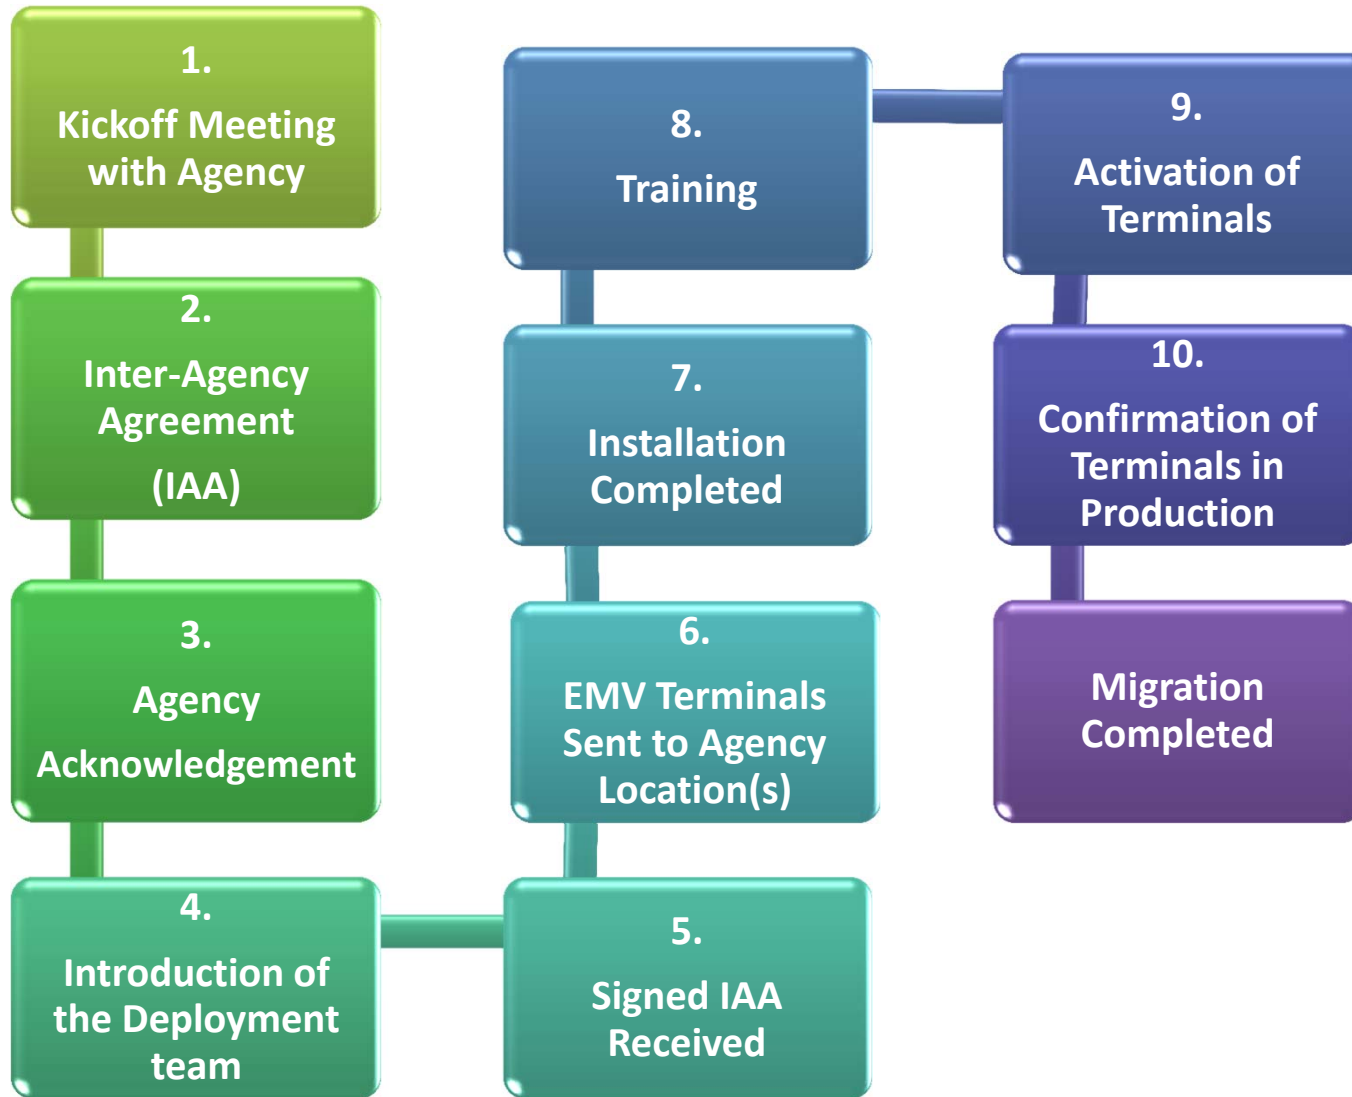 1.
Kickoff Meeting
with Agency
2.
Inter-Agency
Agreement
(IAA)
3.
Agency
Acknowledgement
4.
Introduction of
the Deployment
team
5.
Signed IAA
Received
6.
EMV Terminals
Sent to Agency
Location(s)
7.
Installation
Completed
8.
Training
9.
Activation of
Terminals
10.
Confirmation of
Terminals in
Production
Migration
Completed